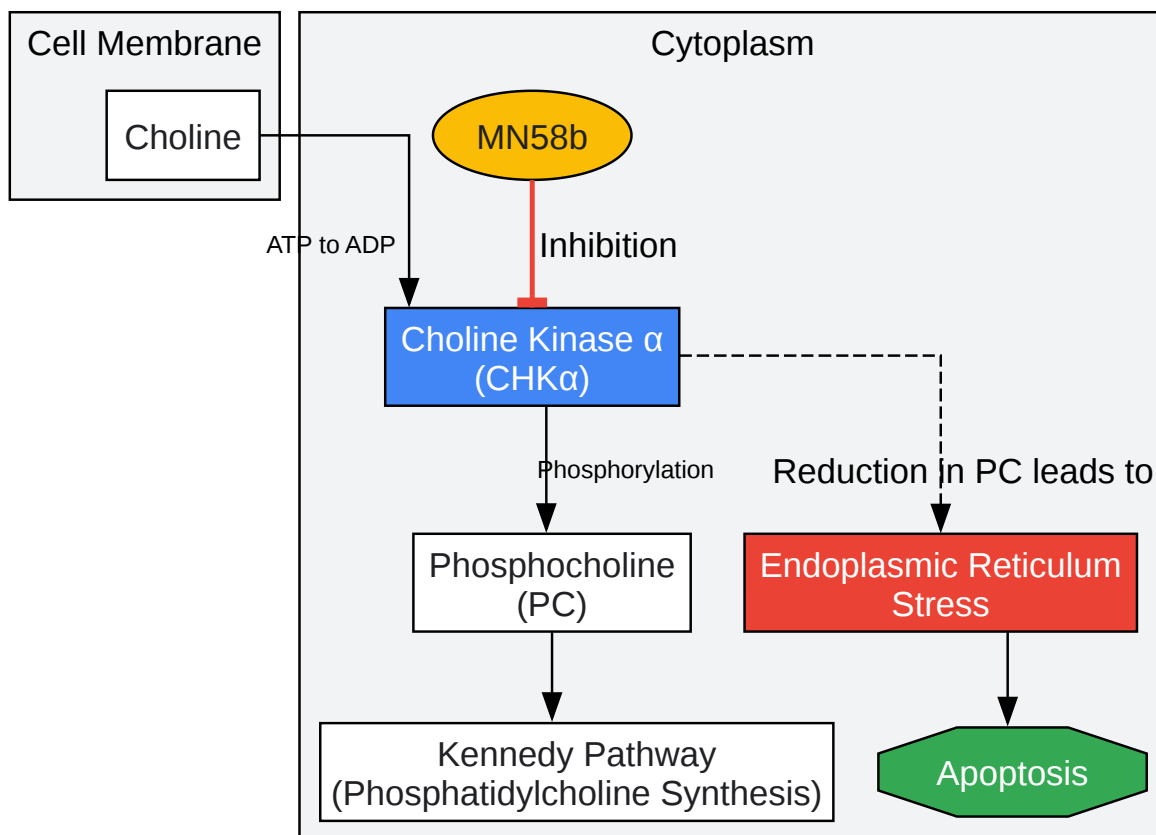 Cell Membrane
Cytoplasm
Choline
MN58b
ATP to ADP
Inhibition
Choline Kinase α
(CHKα)
Phosphorylation
Reduction in PC leads to
Phosphocholine
(PC)
Endoplasmic Reticulum
Stress
Kennedy Pathway
(Phosphatidylcholine Synthesis)
Apoptosis